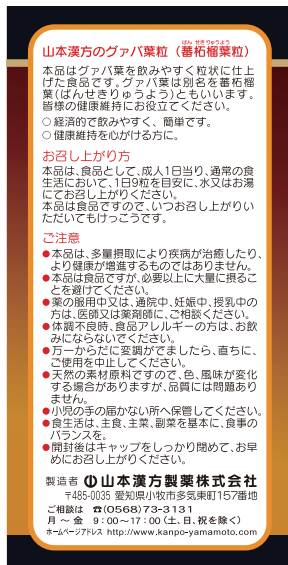 山本漢方のグァバ葉粒（蕃柘榴葉粒）
ばん せきりゅうよう
本品はグァバ葉を飲みやすく粒状に仕上
げた食品です。グァバ葉は別名を蕃柘榴
葉（ばんせきりゅうよう）ともいいます。
皆様の健康維持にお役立てください。
○ 経済的で飲みやすく、簡単です。
○ 健康維持を心がける方に。
お召し上がり方
本品は、食品として、成人1日当り、通常の食
生活において、1日9粒を目安に、水又はお湯
にてお召し上がりください。
本品は食品ですので、いつお召し上がりい
ただいてもけっこうです。
ご注意
●本品は、多量摂取により疾病が治癒したり、
より健康が増進するものではありません。
●本品は食品ですが、必要以上に大量に摂るこ
とを避けてください。
●薬の服用中又は、通院中、妊娠中、授乳中の
方は、医師又は薬剤師に、ご相談ください。
●体調不良時、食品アレルギーの方は、お飲
みにならないでください。
●万一からだに変調がでましたら、直ちに、
ご使用を中止してください。
●天然の素材原料ですので、色、風味が変化
する場合がありますが、品質には問題あり
ません。
●小児の手の届かない所へ保管してください。
●食生活は、主食、主菜、副菜を基本に、食事の
バランスを。
●開封後はキャップをしっかり閉めて、お早
めにお召し上がりください。
製造者 山本漢方製薬株式会社
〒485-0035 愛知県小牧市多気東町157番地
ご相談は ☎(0568)73-3131
月 〜 金 9：00〜17：00（土、日、祝を除く）
ホームページアドレス http://www.kanpo-yamamoto.com